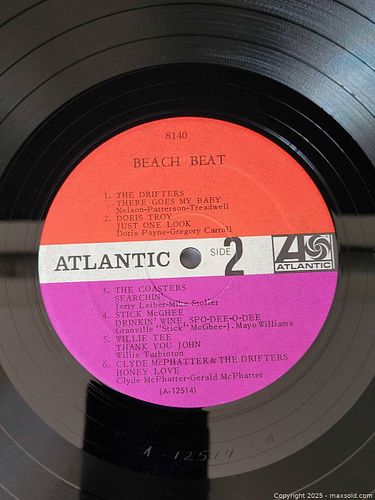 8140
BEACH BEAT
1. THE DRIFTERS
THERE GOES MY BABY
Nelson-Patterson-Treadwell
2. DORIS TROY
JUST ONE LOOK
Doris Payne-Gregory Carroll
ATLANTIC
SIDE 2
ATLANTIC
3. THE COASTERS
SEARCHIN'
Jerry Leiber-Mike Stoller
4. STICK McGHEE
DRINKIN' WINE, SPO-DEE-O-DEE
Granville "Stick" McGhee-J. Mayo Williams
5. WILLIE TEE
THANK YOU JOHN
Willie Turbinton
6. CLYDE McPHATTER & THE DRIFTERS
HONEY LOVE
Clyde McPhatter-Gerald McPhatter
(A-12514)
A-12514 A
Copyright 2025 - maxsold.com